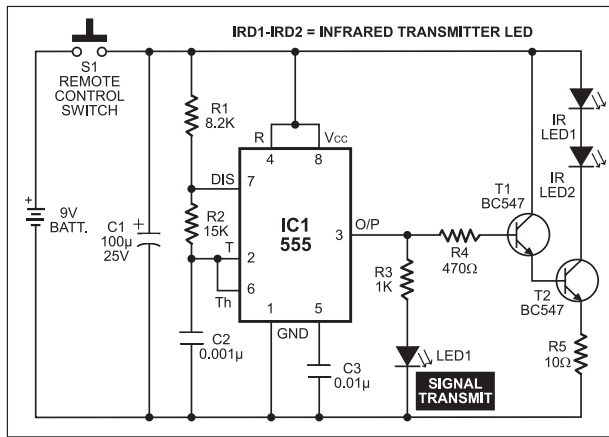 IRD1-IRD2 = INFRARED TRANSMITTER LED
S1
REMOTE
CONTROL
SWITCH
R1
8.2K
R
VCC
4
8
IR
LED1
IR
LED2
DIS
7
R2
15K
T
2
6
Th
IC1
555
3
O/P
1
5
GND
+
9V
BATT.
C1
100µ
25V
+
C2
0.001µ
C3
0.01µ
R3
1K
R4
470Ω
T1
BC547
T2
BC547
R5
10Ω
LED1
SIGNAL
TRANSMIT